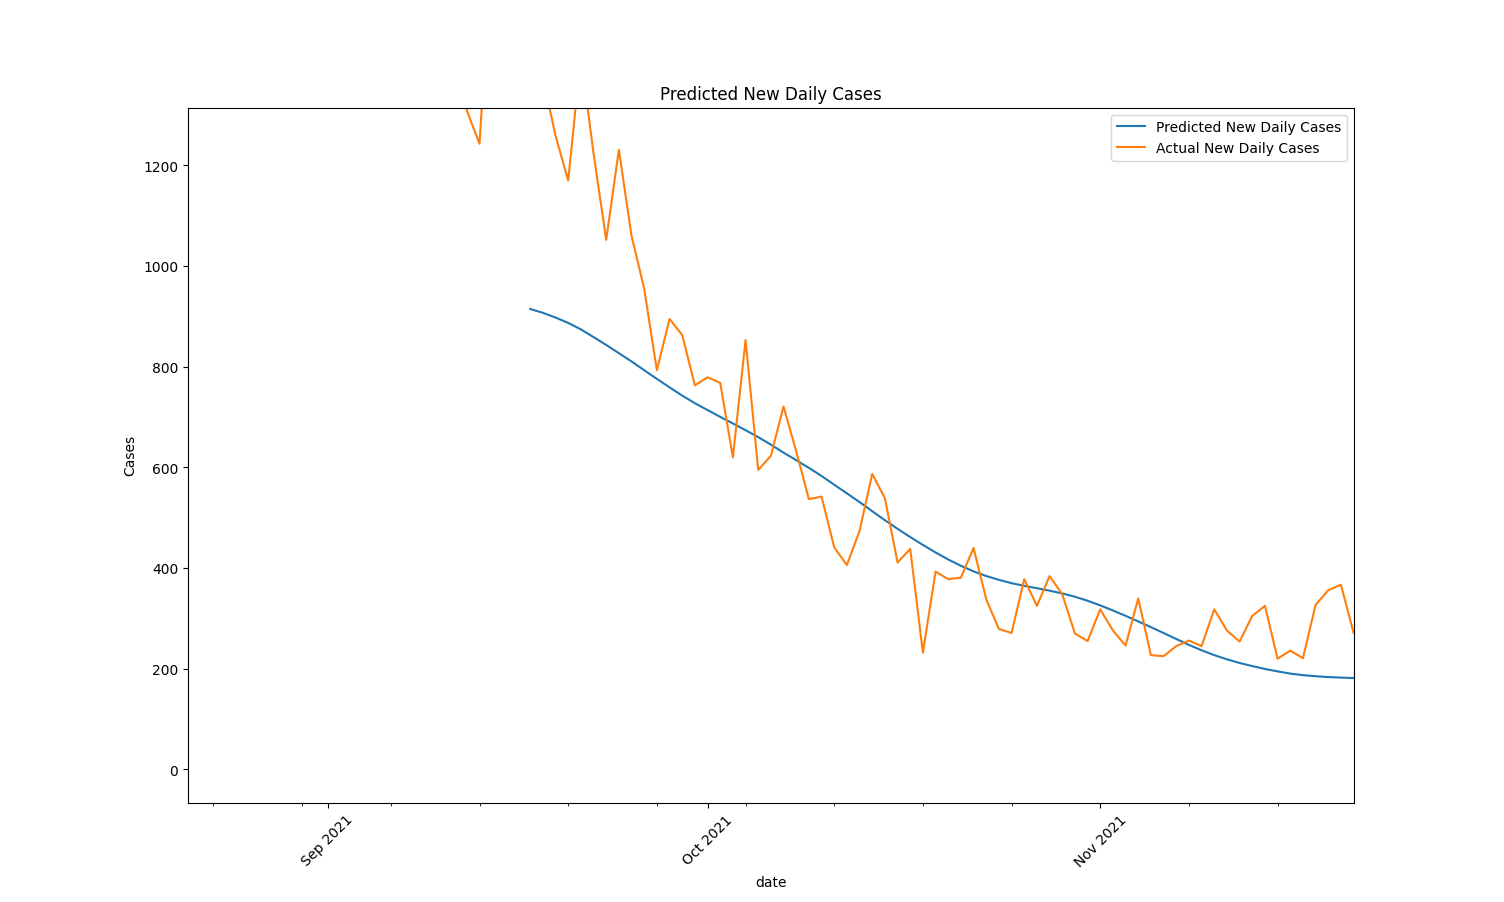 Predicted New Daily Cases
Predicted New Daily Cases
Actual New Daily Cases
1200
1000
800
600
400
200
0
Cases
Sep 2021
Oct 2021
Nov 2021
date